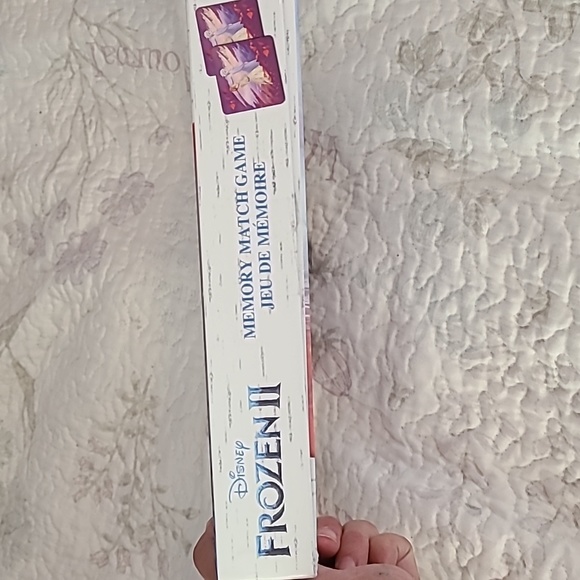 DISNEY
FROZEN II
MEMORY MATCH GAME
JEU DE MÉMOIRE